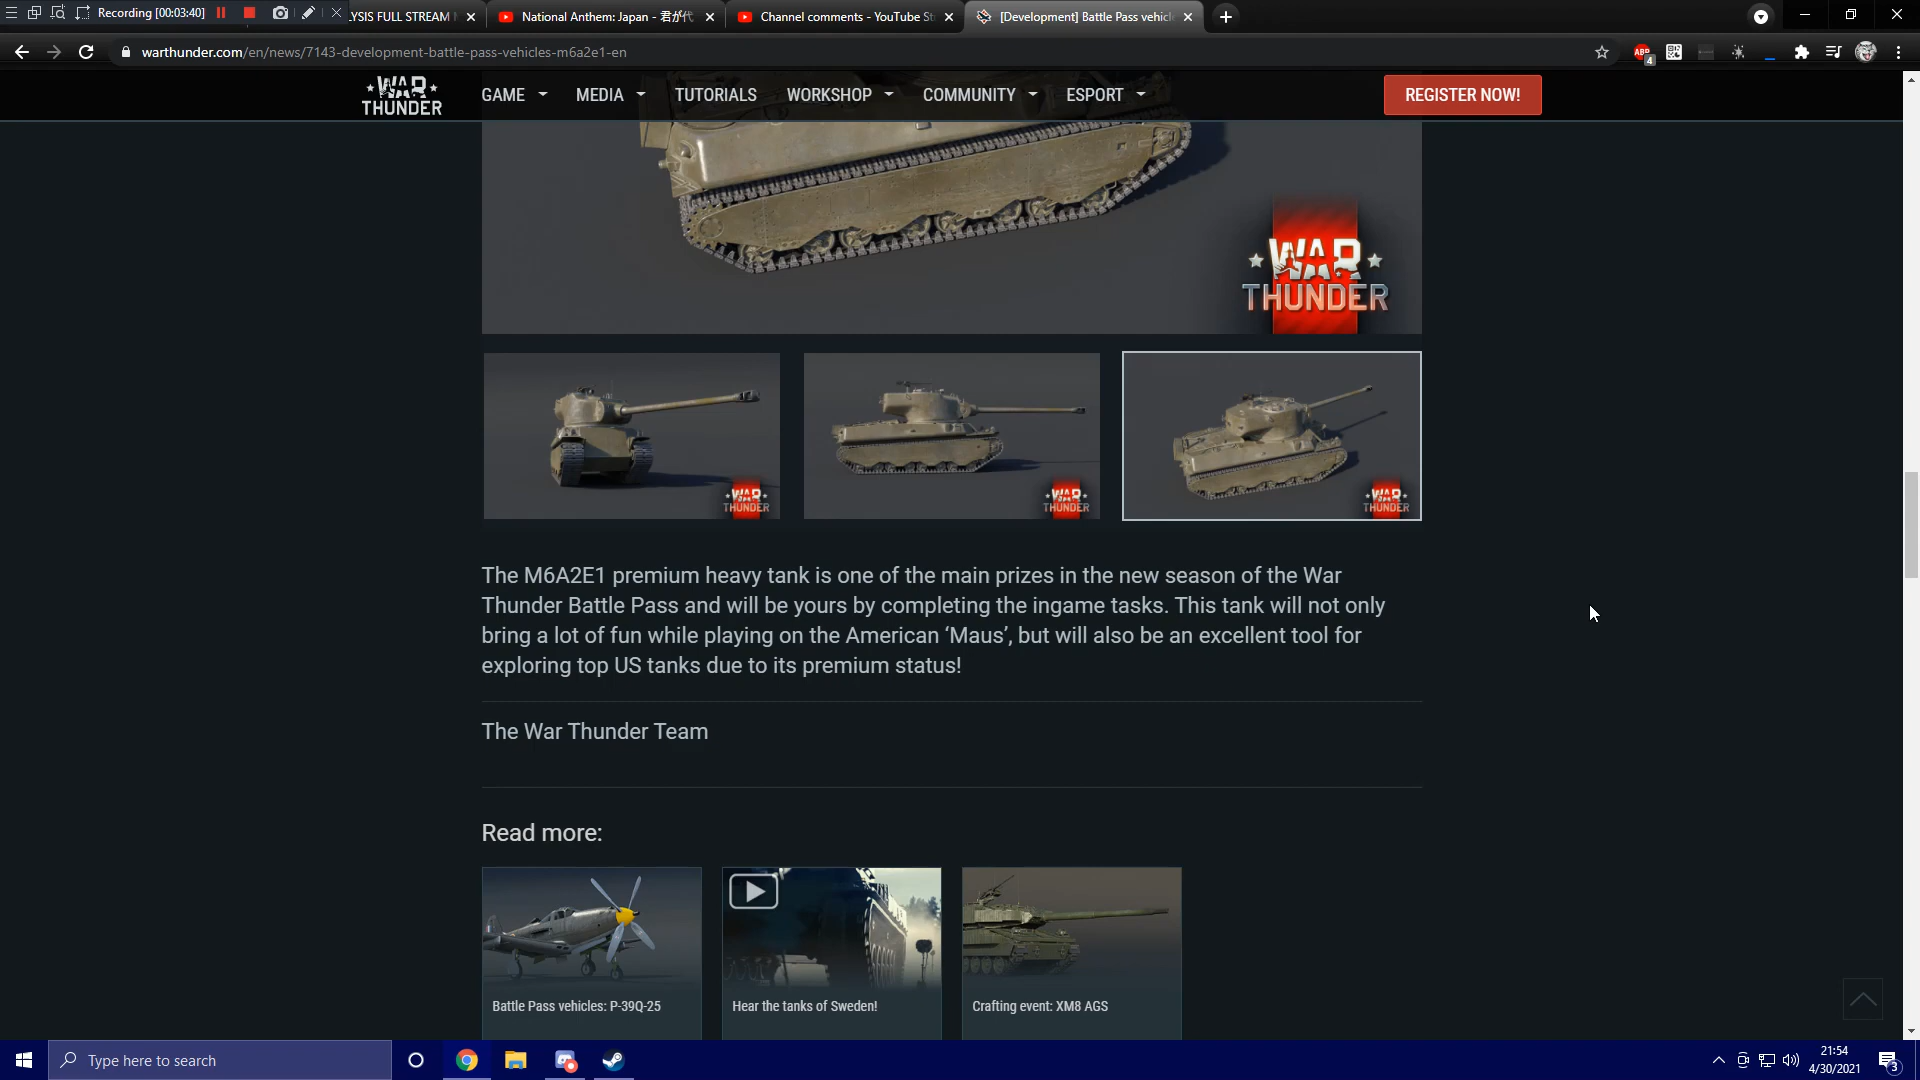 Recording [00:03:40]
LYSIS FULL STREAM
National Anthem: Japan - 君が代
Channel comments - YouTube St
[Development] Battle Pass vehicle
warthunder.com/en/news/7143-development-battle-pass-vehicles-m6a2e1-en
ABP
4
WAR
THUNDER
GAME
MEDIA
TUTORIALS
WORKSHOP
COMMUNITY
ESPORT
REGISTER NOW!
WAR
THUNDER
WAR
THUNDER
WAR
THUNDER
WAR
THUNDER
The M6A2E1 premium heavy tank is one of the main prizes in the new season of the War
Thunder Battle Pass and will be yours by completing the ingame tasks. This tank will not only
bring a lot of fun while playing on the American ‘Maus’, but will also be an excellent tool for
exploring top US tanks due to its premium status!
The War Thunder Team
Read more:
Battle Pass vehicles: P-39Q-25
Hear the tanks of Sweden!
Crafting event: XM8 AGS
Type here to search
21:54
4/30/2021
3